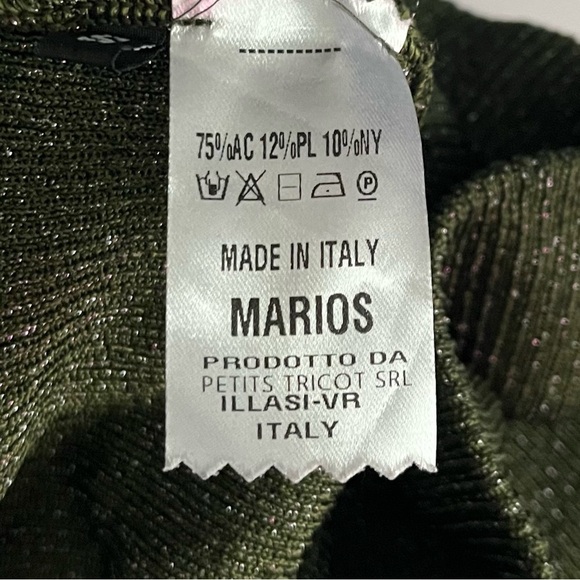 75%AC 12%PL 10%NY
P
MADE IN ITALY
MARIOS
PRODOTTO DA
PETITS TRICOT SRL
ILLASI-VR
ITALY